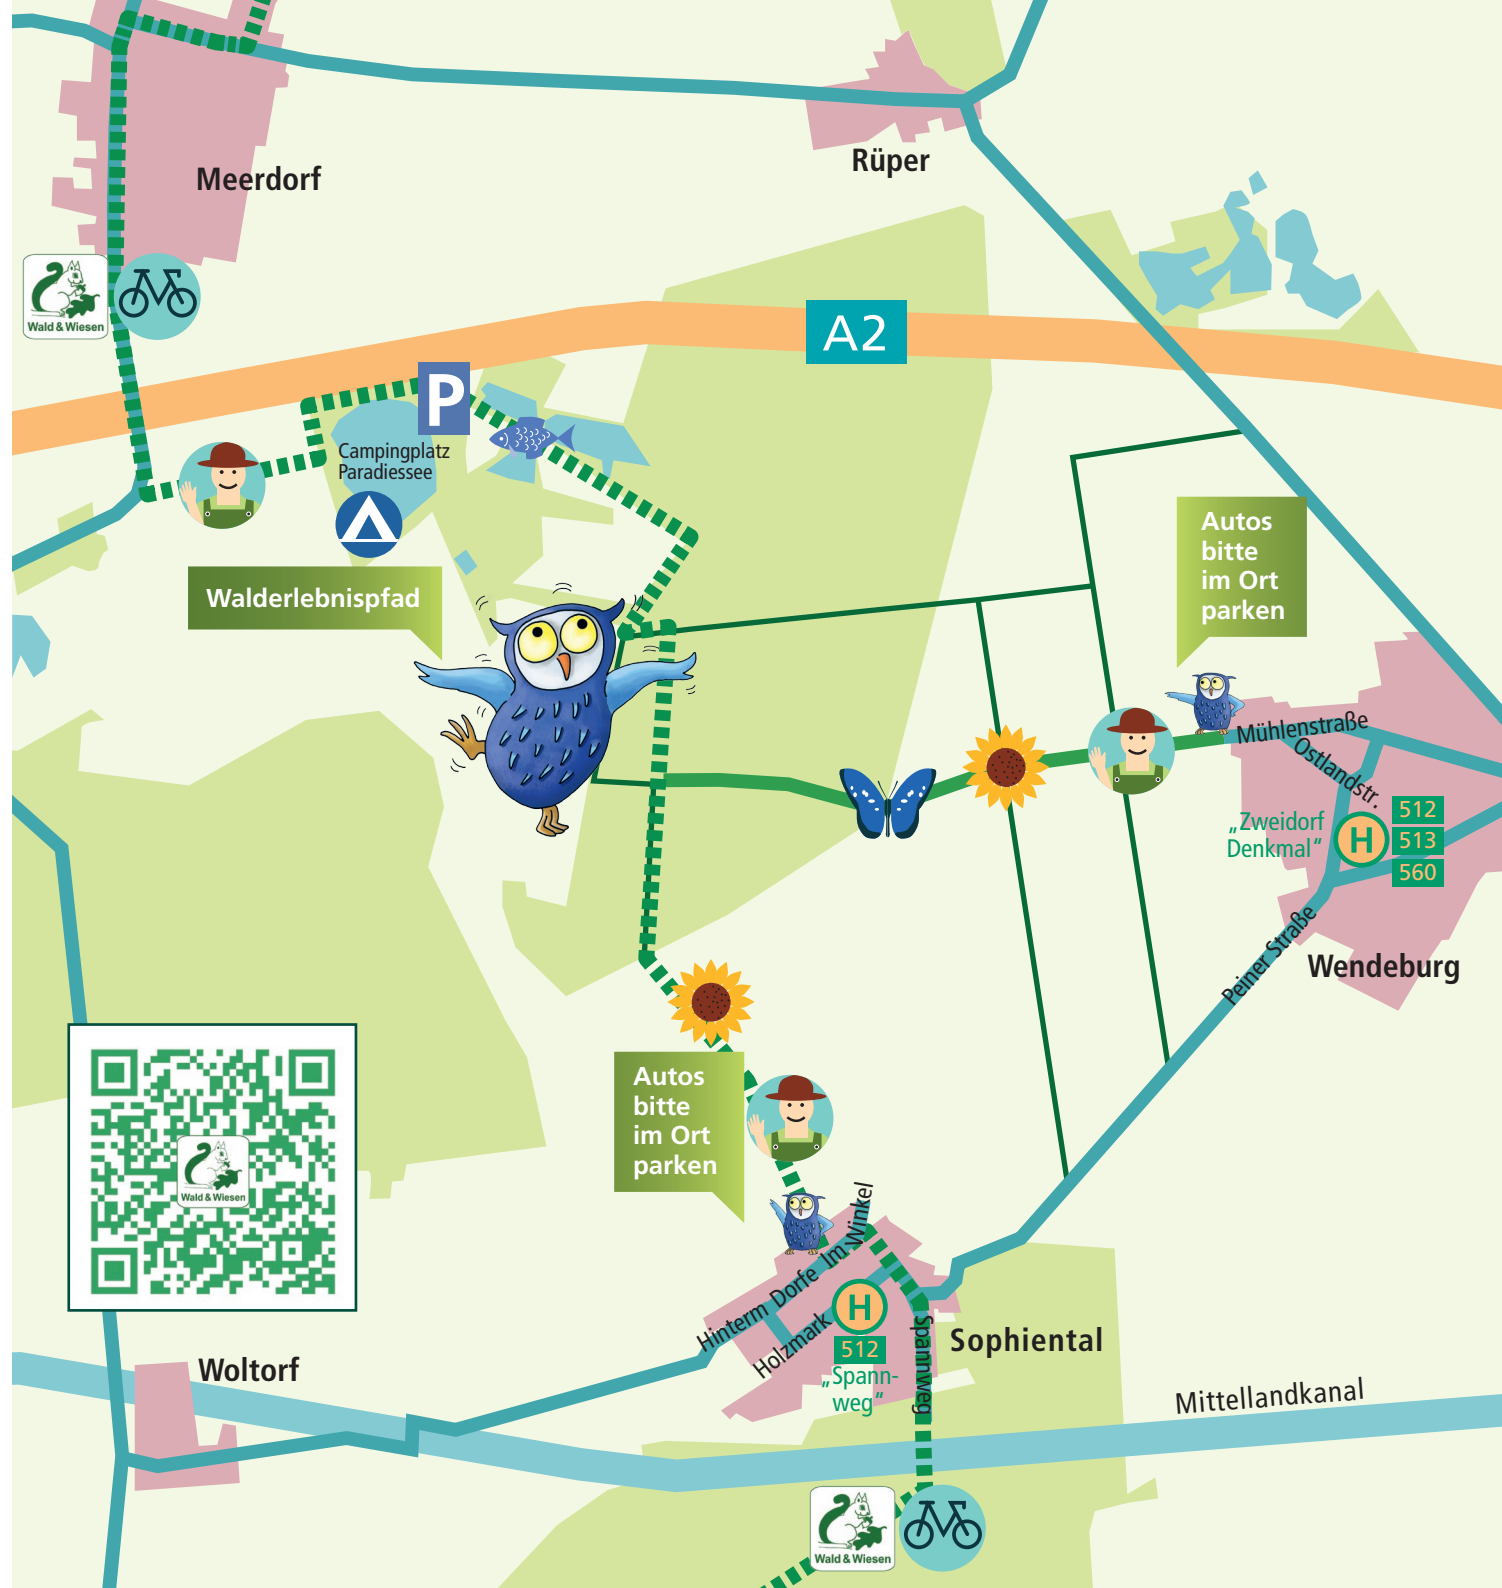 Meerdorf
Rüper
Wald & Wiesen
A2
P
Campingplatz
Paradiessee
Autos
bitte
im Ort
parken
Walderlebnispfad
Mühlenstraße
Ostlandstr.
„Zweidorf
Denkmal“
H
512
513
560
Peiner Straße
Wendeburg
Autos
bitte
im Ort
parken
Wald & Wiesen
Im Winkel
Hinterm Dorfe
Holzmark
H
512
„Spann-
weg“
Spannweg
Sophiental
Woltorf
Mittellandkanal
Wald & Wiesen